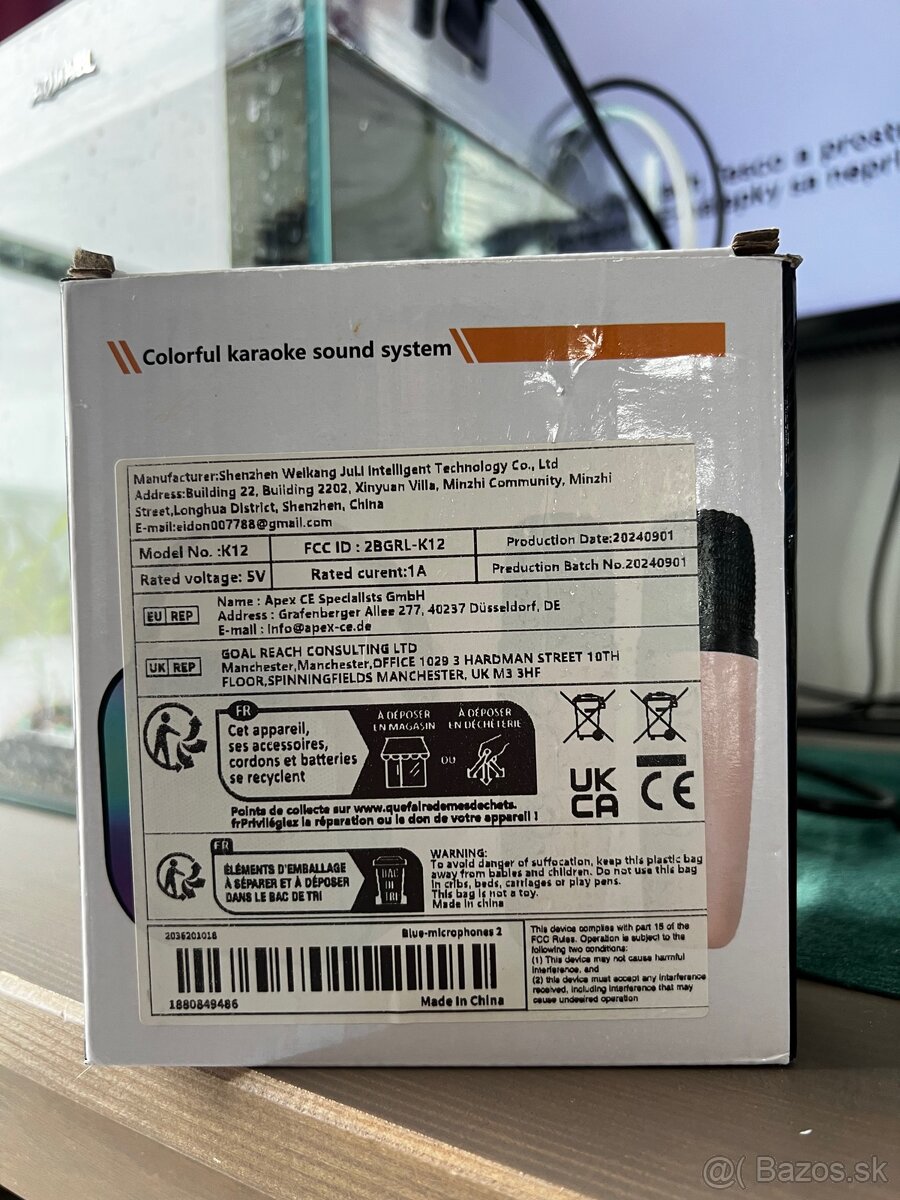 Tesco a prost
sa nepri
Colorful karaoke sound system
Manufacturer:Shenzhen Weikang JuLi Intelligent Technology Co., Ltd
Address:Building 22, Building 2202, Xinyuan Villa, Minzhi Community, Minzhi
Street,Longhua District, Shenzhen, China
E-mail:eidon007788@gmail.com
Model No. :K12 FCC ID : 2BGRL-K12 Production Date:20240901
Rated voltage: 5V Rated curent:1A Preduction Batch No.20240901
EU REP
Name : Apex CE Specialists GmbH
Address : Grafenberger Allee 277, 40237 Düsseldorf, DE
E-mail : Info@apex-ce.de
UK REP
GOAL REACH CONSULTING LTD
Manchester,Manchester,OFFICE 1029 3 HARDMAN STREET 10TH
FLOOR,SPINNINGFIELDS MANCHESTER, UK M3 3HF
FR
Cet appareil,
ses accessoires,
cordons et batteries
se recyclent
À DÉPOSER
EN MAGASIN
OU
À DÉPOSER
EN DÉCHÈTERIE
Points de collecte sur www.quefairedemesdechets.
frPrivilégiez la réparation ou le don de votre appareil !
UK
CA
CE
FR
ÉLÉMENTS D'EMBALLAGE
À SÉPARER ET À DÉPOSER
DANS LE BAC DE TRI
BAC
DE
TRI
WARNING:
To avoid danger of suffocation, keep this plastic bag
away from babies and children. Do not use this bag
in cribs, beds, carriages or play pens.
This bag is not a toy.
Made in china
2036201018 Blue-microphones 2
1880849486 Made In China
This device complies with part 15 of the
FCC Rules. Operation is subject to the
following two conditions:
(1) This device may not cause harmful
interference, and
(2) this device must accept any interference
received, including interference that may
cause undesired operation
@( Bazos.sk